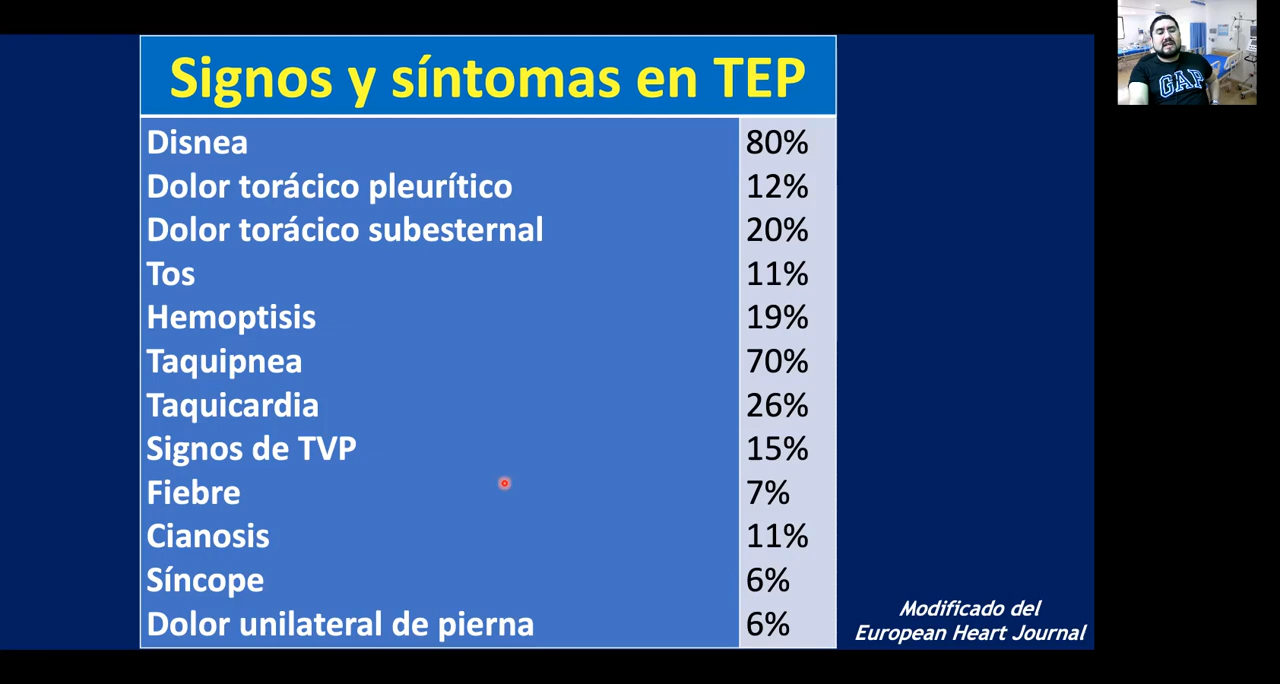 Signos y síntomas en TEP
Disnea 80%
Dolor torácico pleurítico 12%
Dolor torácico subesternal 20%
Tos 11%
Hemoptisis 19%
Taquipnea 70%
Taquicardia 26%
Signos de TVP 15%
Fiebre 7%
Cianosis 11%
Síncope 6%
Dolor unilateral de pierna 6%
Modificado del
European Heart Journal
GAP